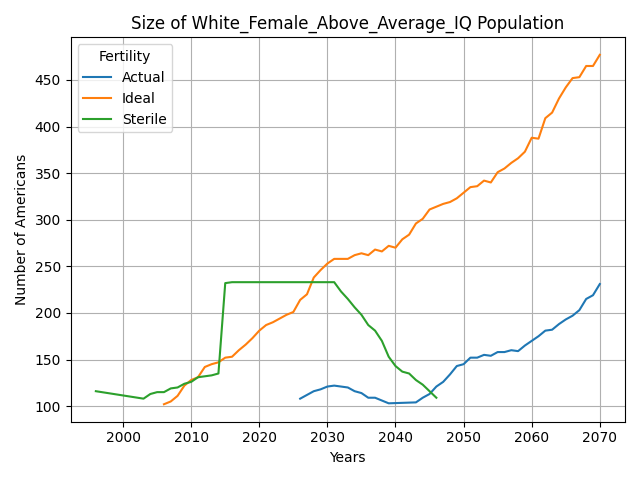 Size of White_Female_Above_Average_IQ Population
Fertility
Actual
Ideal
Sterile
Number of Americans
450
400
350
300
250
200
150
100
2000 2010 2020 2030 2040 2050 2060 2070
Years